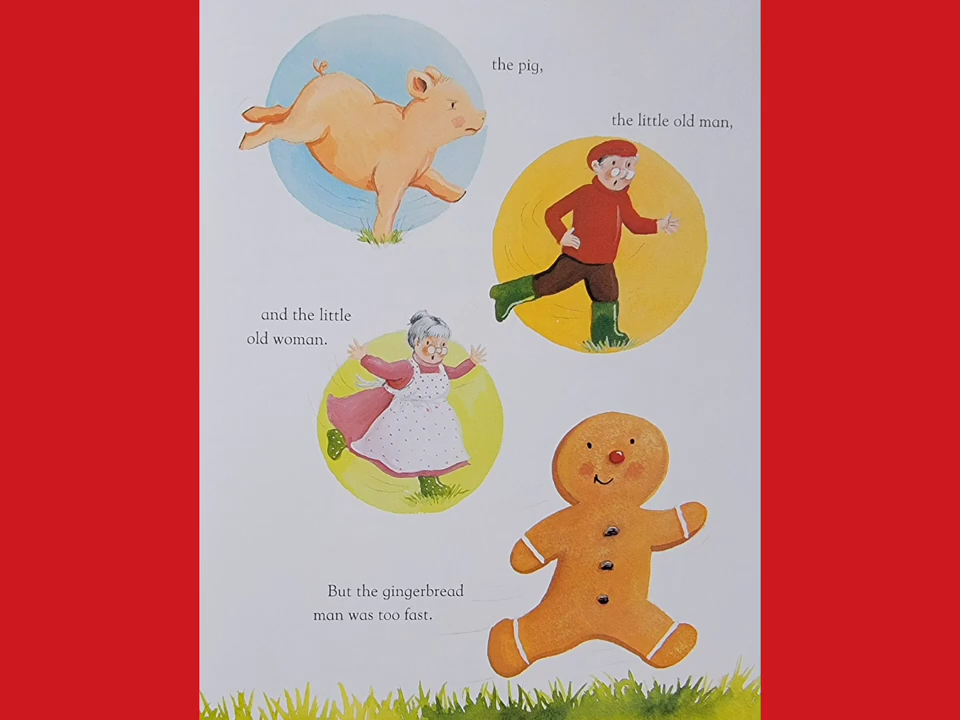 the pig,
the little old man,
and the little
old woman.
But the gingerbread
man was too fast.